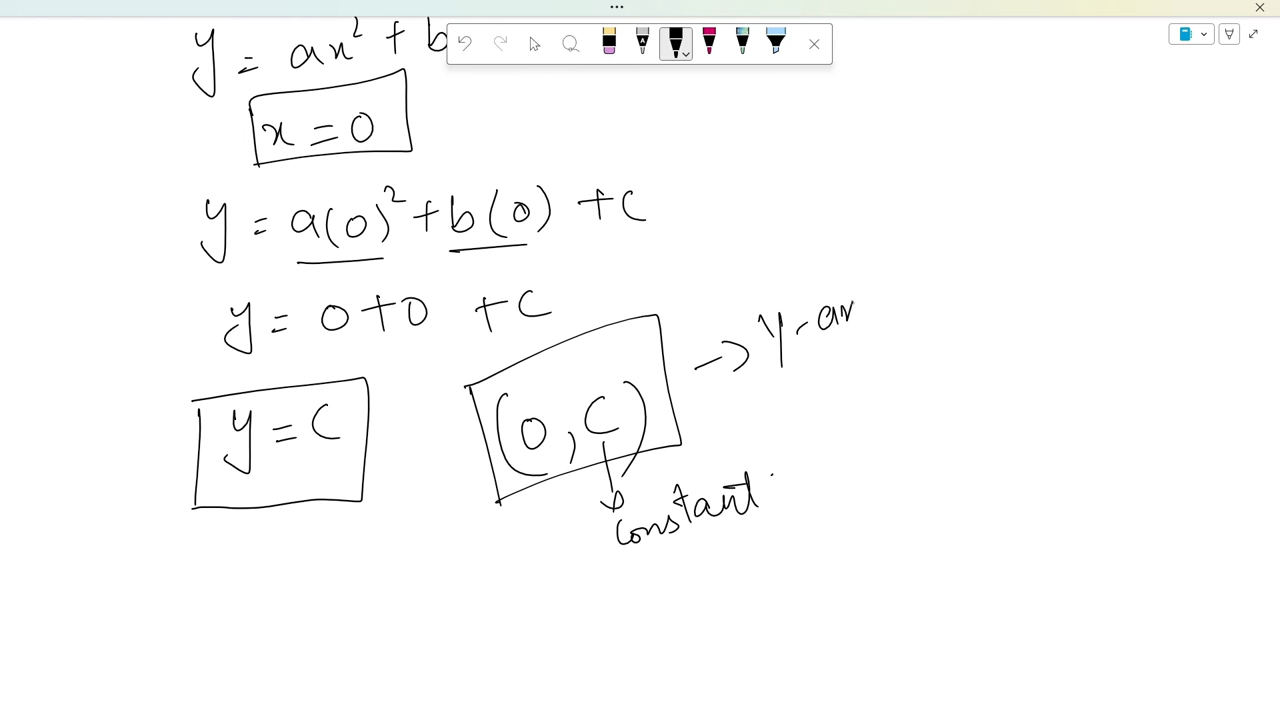 y = ax² + b
x = 0
y = a(0)² + b(0) + c
y = 0 + 0 + c
y = c
(0, c) → y-ax
constant